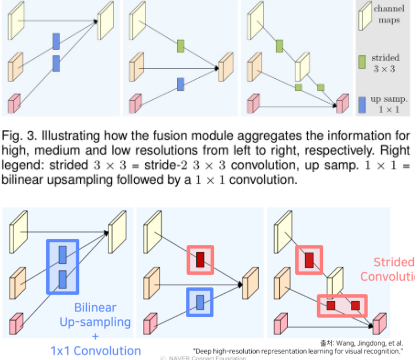 channel
maps
strided
3 × 3
up samp.
1 × 1
Fig. 3. Illustrating how the fusion module aggregates the information for
high, medium and low resolutions from left to right, respectively. Right
legend: strided 3 × 3 = stride-2 3 × 3 convolution, up samp. 1 × 1 =
bilinear upsampling followed by a 1 × 1 convolution.
Strided
Convolutio
Bilinear
Up-sampling
+
1x1 Convolution
출처: Wang, Jingdong, et al.
"Deep high-resolution representation learning for visual recognition."
© NAVER Connect Foundation